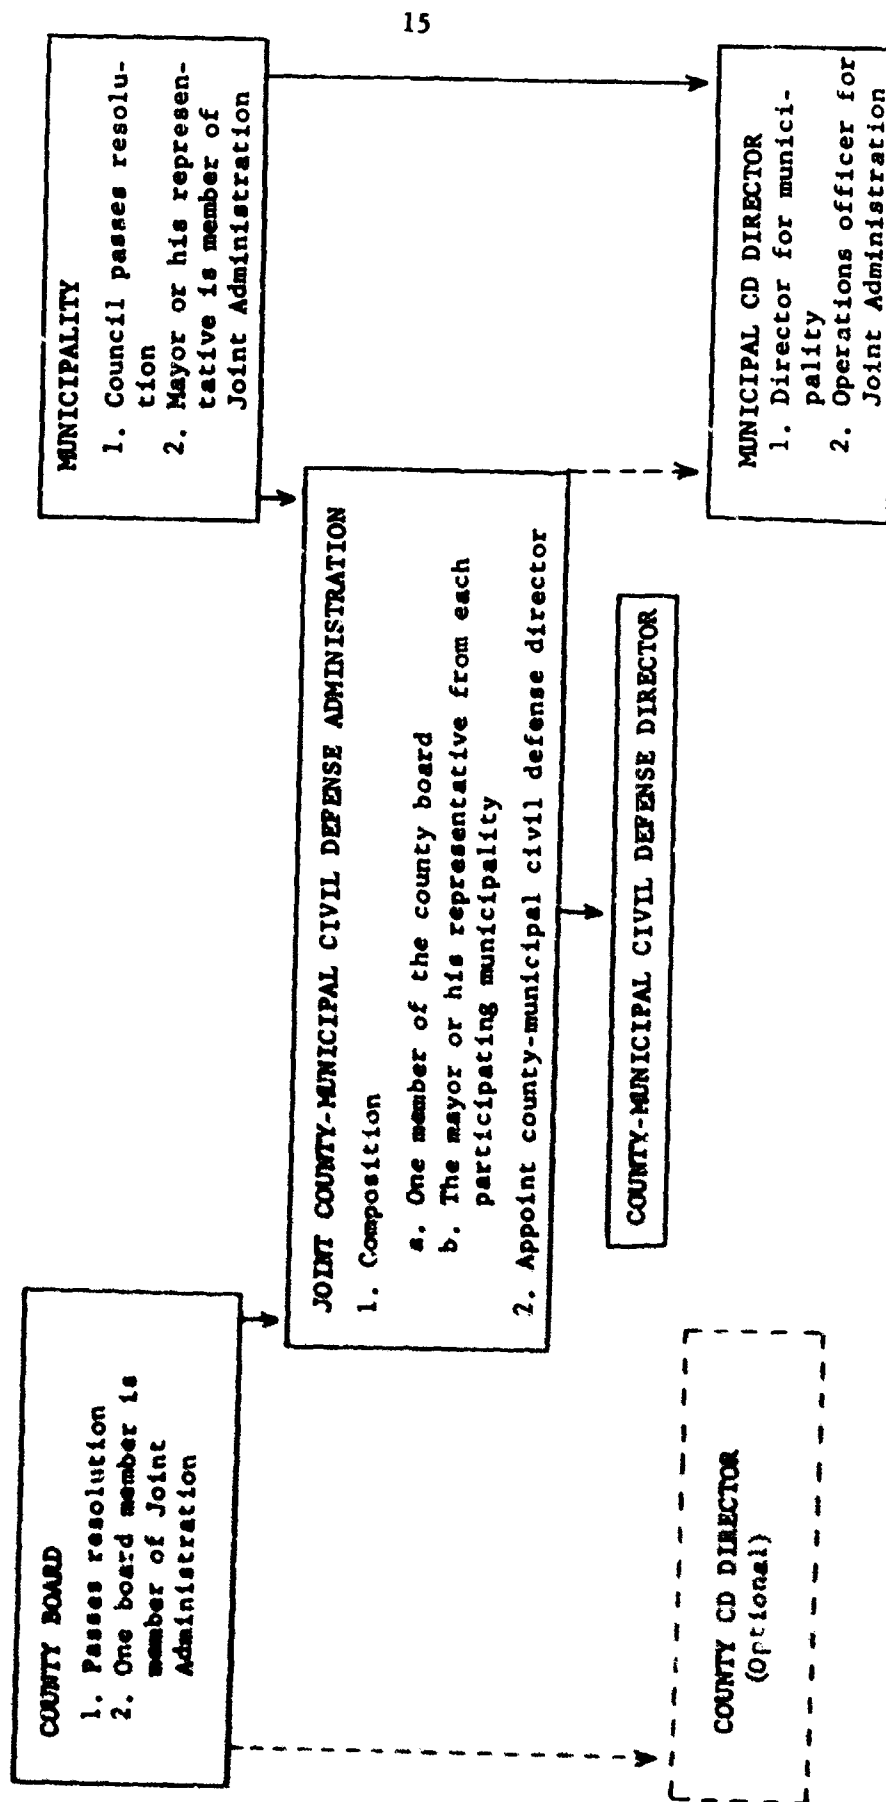 15
COUNTY BOARD
1. Passes resolution
2. One board member is
member of Joint
Administration
MUNICIPALITY
1. Council passes resolu-
tion
2. Mayor or his represen-
tative is member of
Joint Administration
JOINT COUNTY-MUNICIPAL CIVIL DEFENSE ADMINISTRATION
1. Composition
a. One member of the county board
b. The mayor or his representative from each
participating municipality
2. Appoint county-municipal civil defense director
COUNTY CD DIRECTOR
(Optional)
COUNTY-MUNICIPAL CIVIL DEFENSE DIRECTOR
MUNICIPAL CD DIRECTOR
1. Director for munici-
pality
2. Operations officer for
Joint Administration